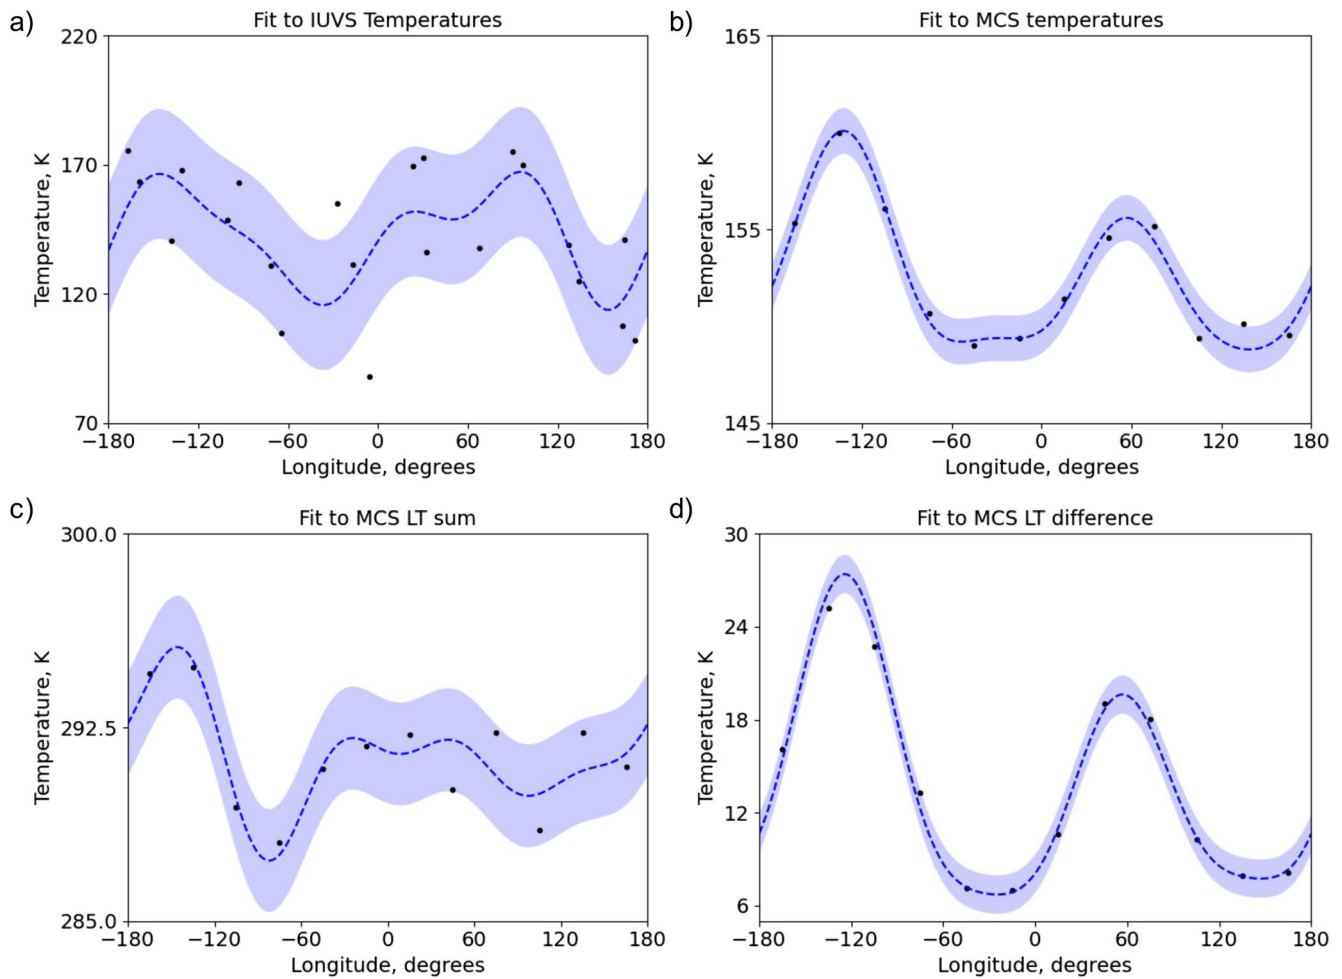 a)
Fit to IUVS Temperatures
220
170
120
70
Temperature, K
−180 −120 −60 0 60 120 180
Longitude, degrees
b)
Fit to MCS temperatures
165
155
145
Temperature, K
−180 −120 −60 0 60 120 180
Longitude, degrees
c)
Fit to MCS LT sum
300.0
292.5
285.0
Temperature, K
−180 −120 −60 0 60 120 180
Longitude, degrees
d)
Fit to MCS LT difference
30
24
18
12
6
Temperature, K
−180 −120 −60 0 60 120 180
Longitude, degrees